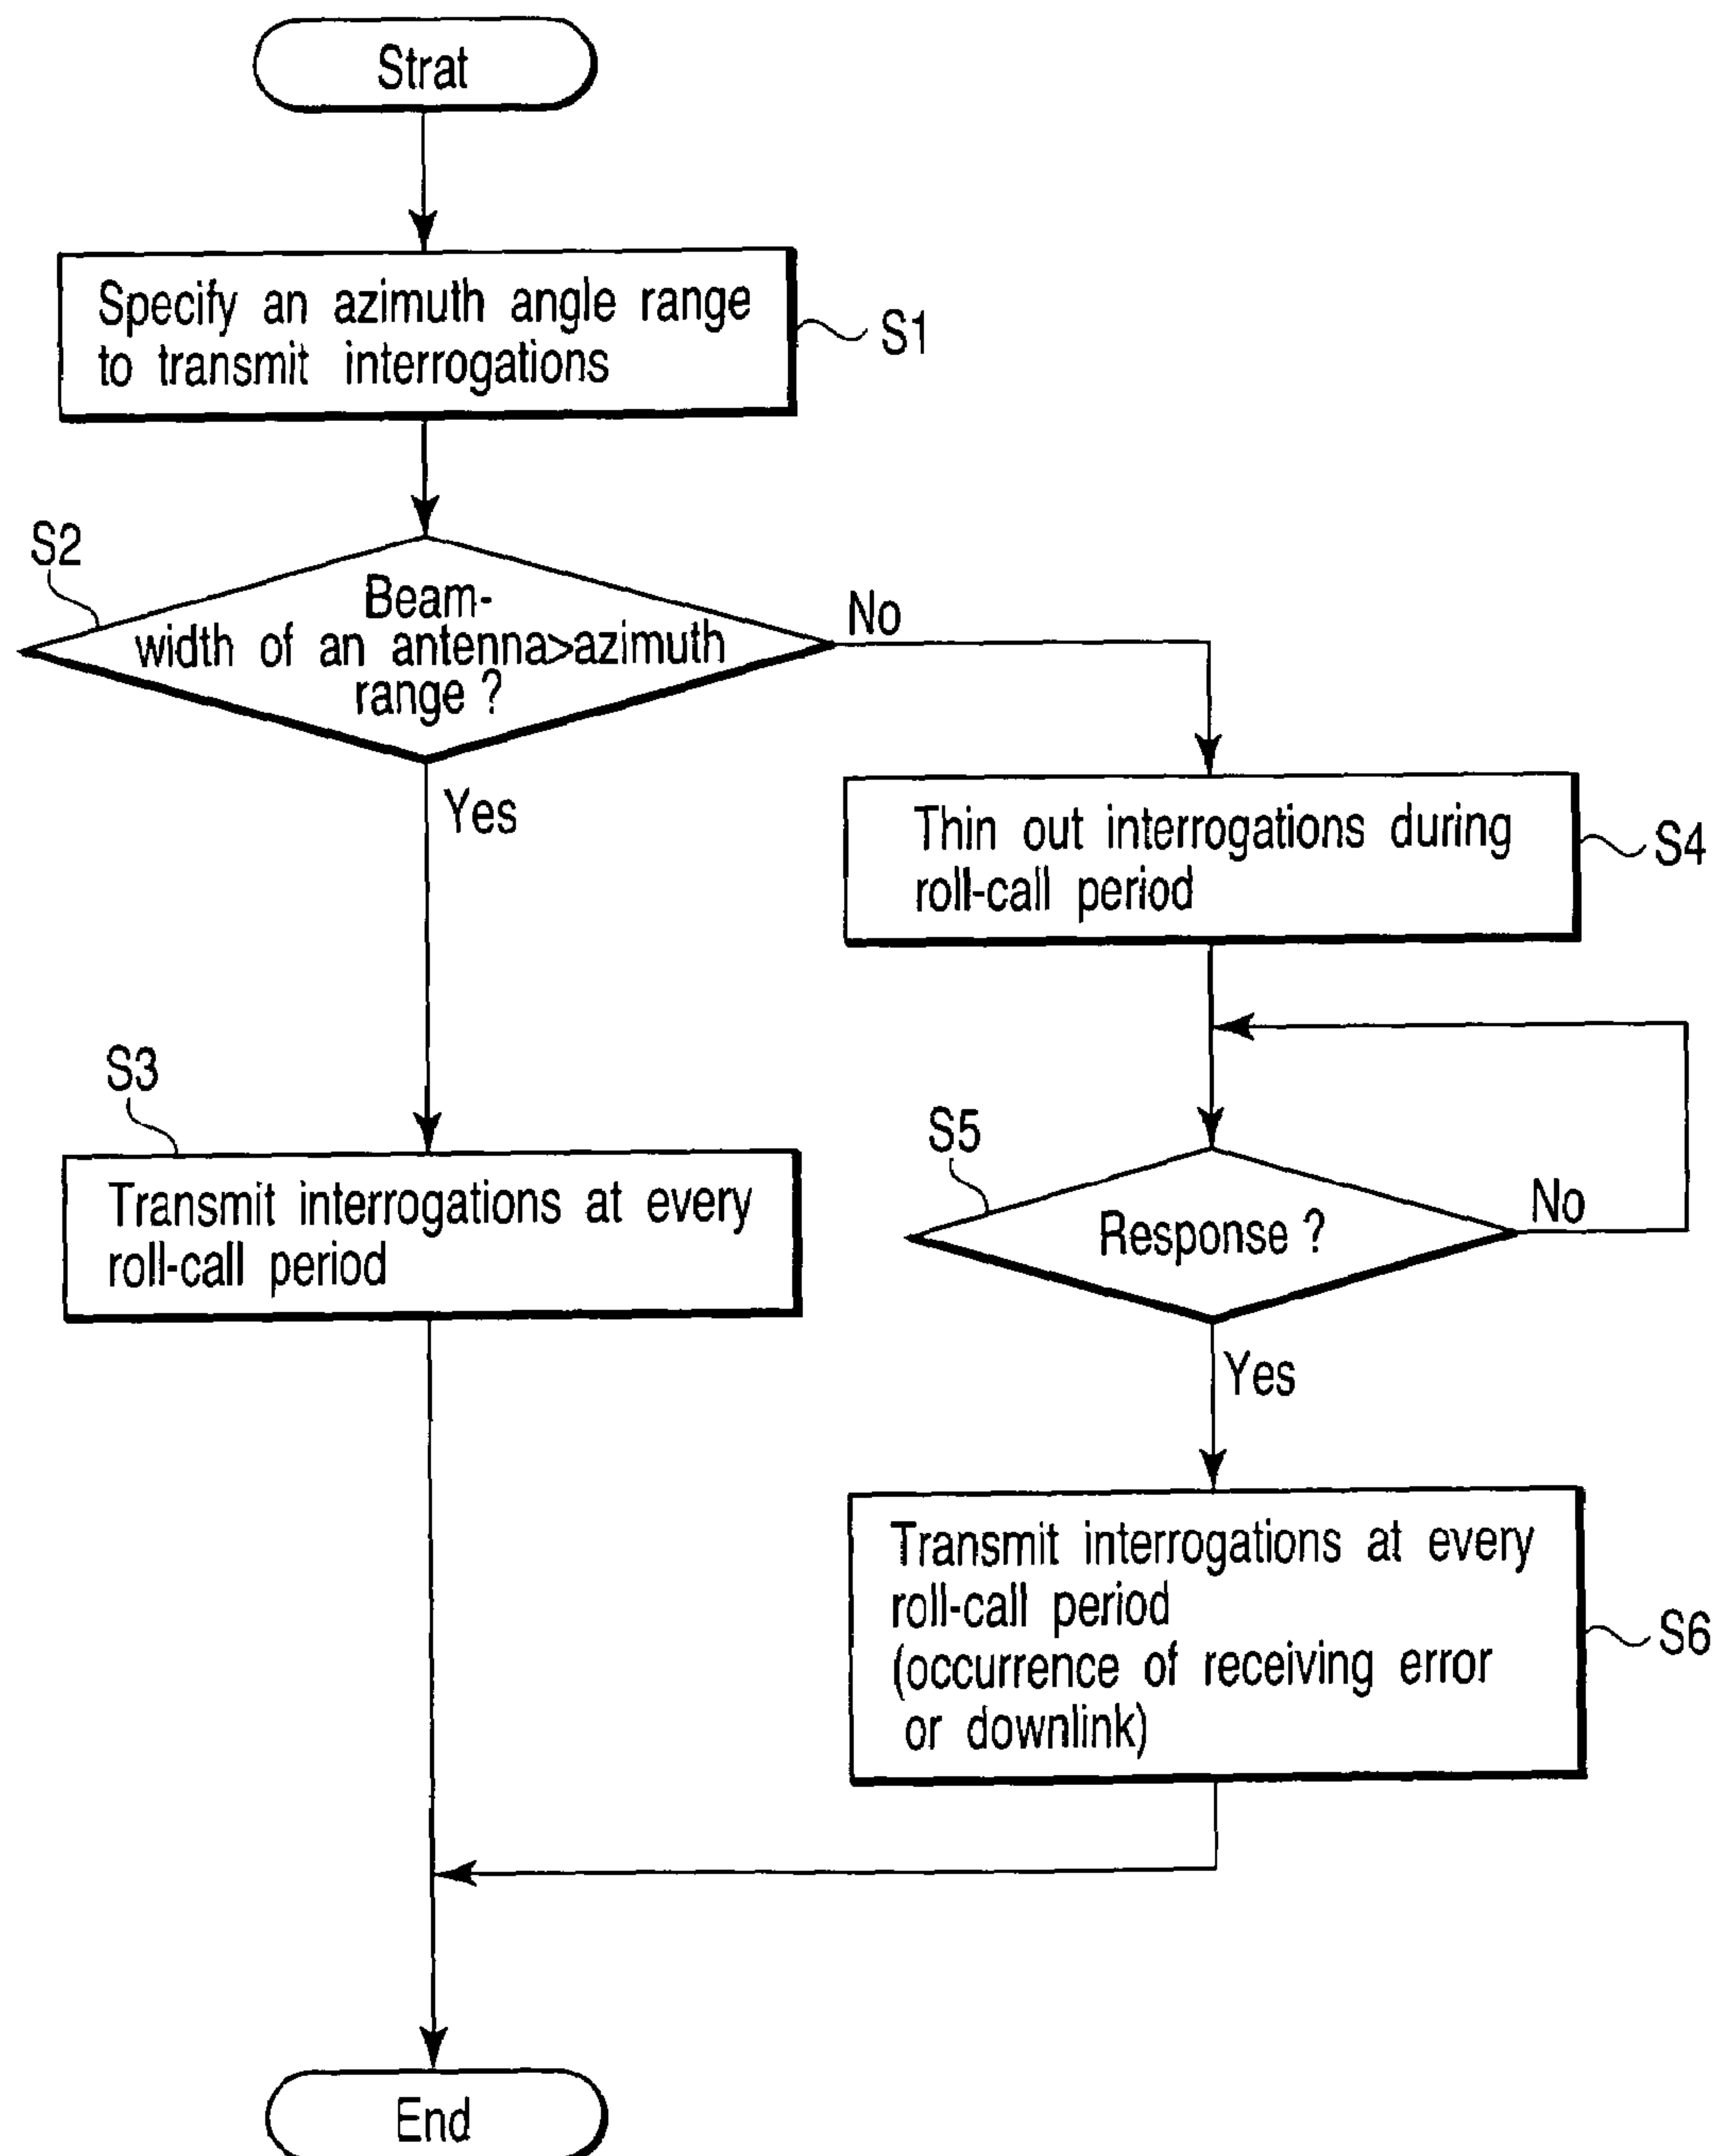 Strat
Specify an azimuth angle range
to transmit interrogations
S1
S2
Beam-
width of an antenna>azimuth
range ?
No
Yes
Thin out interrogations during
roll-call period
S4
S3
Transmit interrogations at every
roll-call period
S5
Response ?
No
Yes
Transmit interrogations at every
roll-call period
(occurrence of receiving error
or downlink)
S6
End